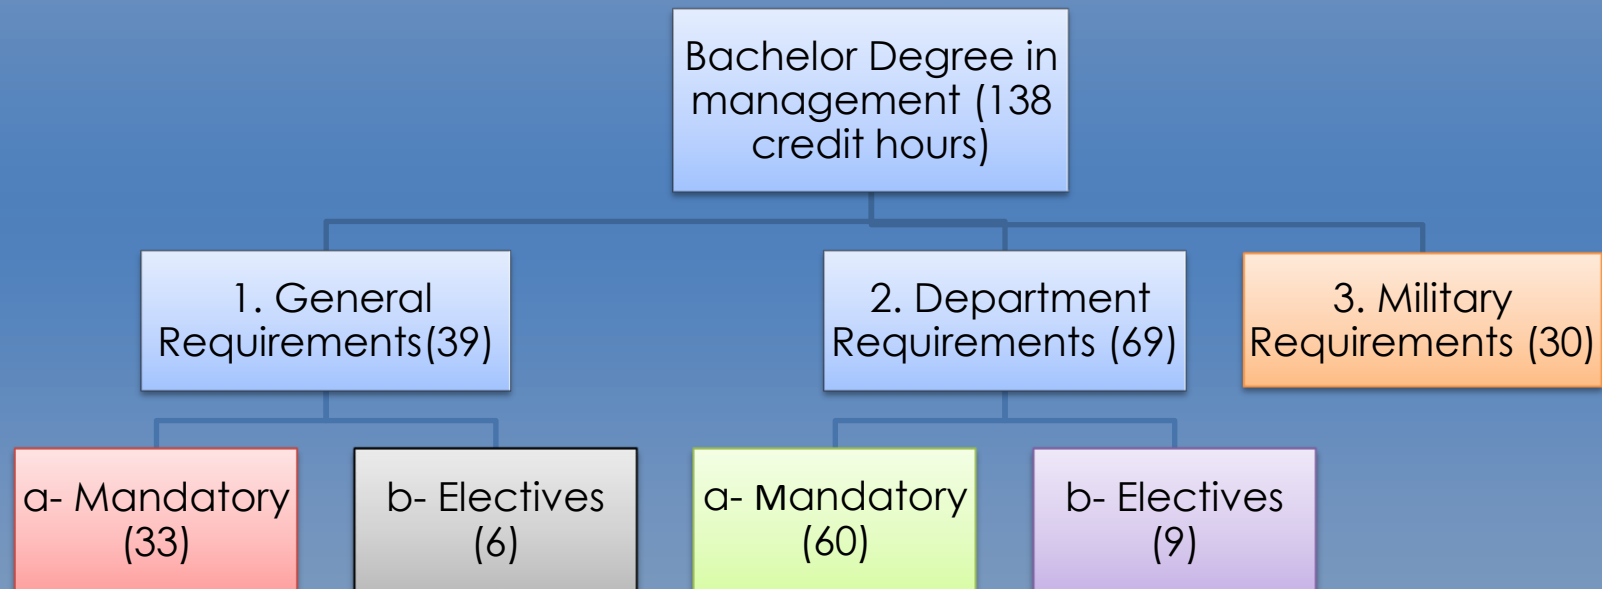 Bachelor Degree in
management (138
credit hours)
1. General
Requirements(39)
2. Department
Requirements (69)
3. Military
Requirements (30)
a- Mandatory
(33)
b- Electives
(6)
a- Mandatory
(60)
b- Electives
(9)